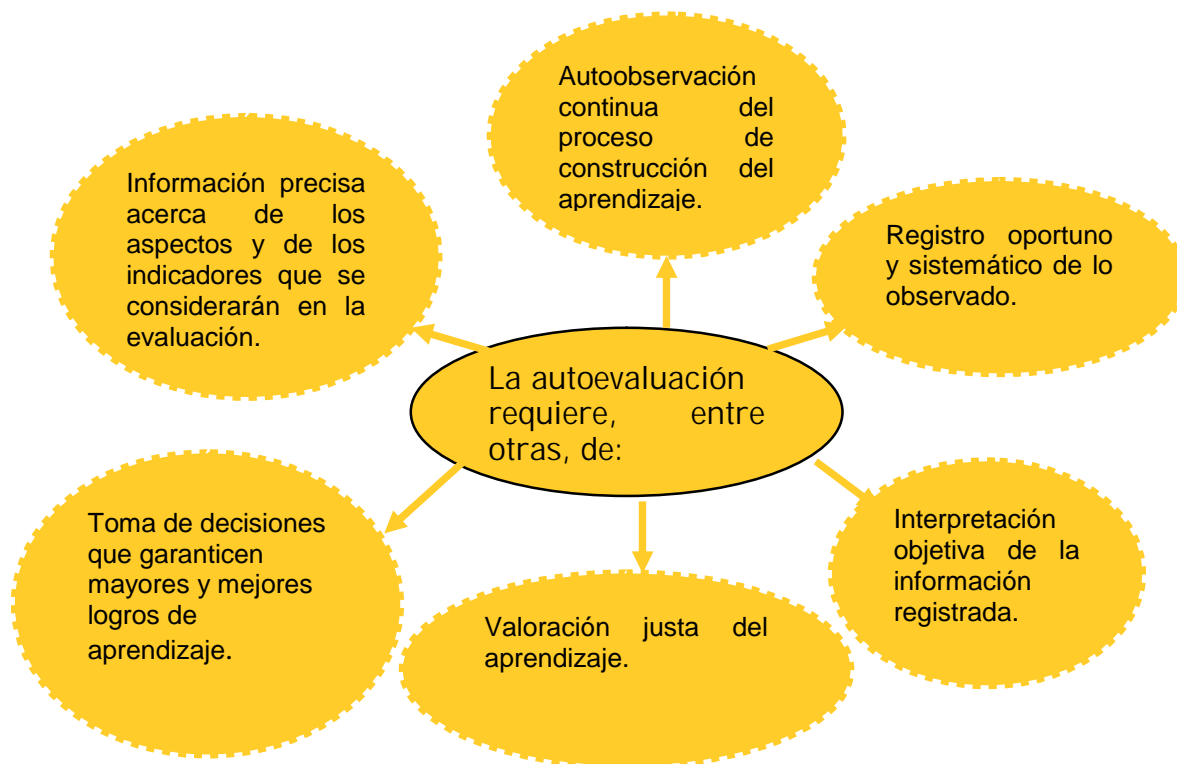 Autoobservación
continua del
proceso de
construcción del
aprendizaje.
Información precisa
acerca de los
aspectos y de los
indicadores que se
considerarán en la
evaluación.
Registro oportuno
y sistemático de lo
observado.
La autoevaluación
requiere, entre
otras, de:
Toma de decisiones
que garanticen
mayores y mejores
logros de
aprendizaje.
Interpretación
objetiva de la
información
registrada.
Valoración justa del
aprendizaje.